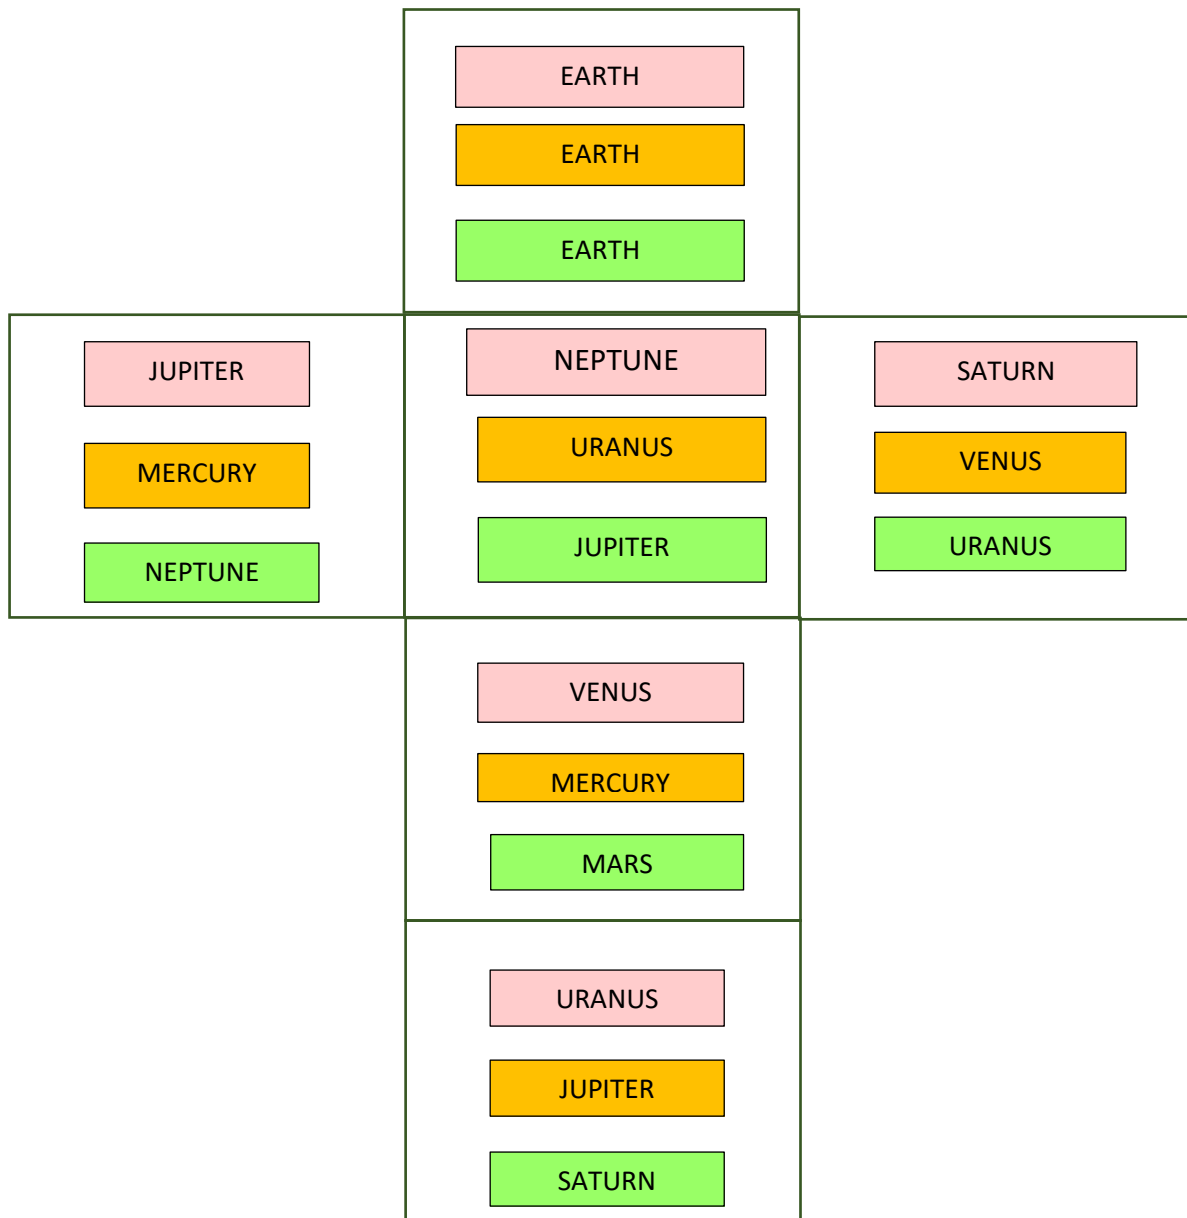 EARTH
EARTH
EARTH
JUPITER
MERCURY
NEPTUNE
NEPTUNE
URANUS
JUPITER
SATURN
VENUS
URANUS
VENUS
MERCURY
MARS
URANUS
JUPITER
SATURN